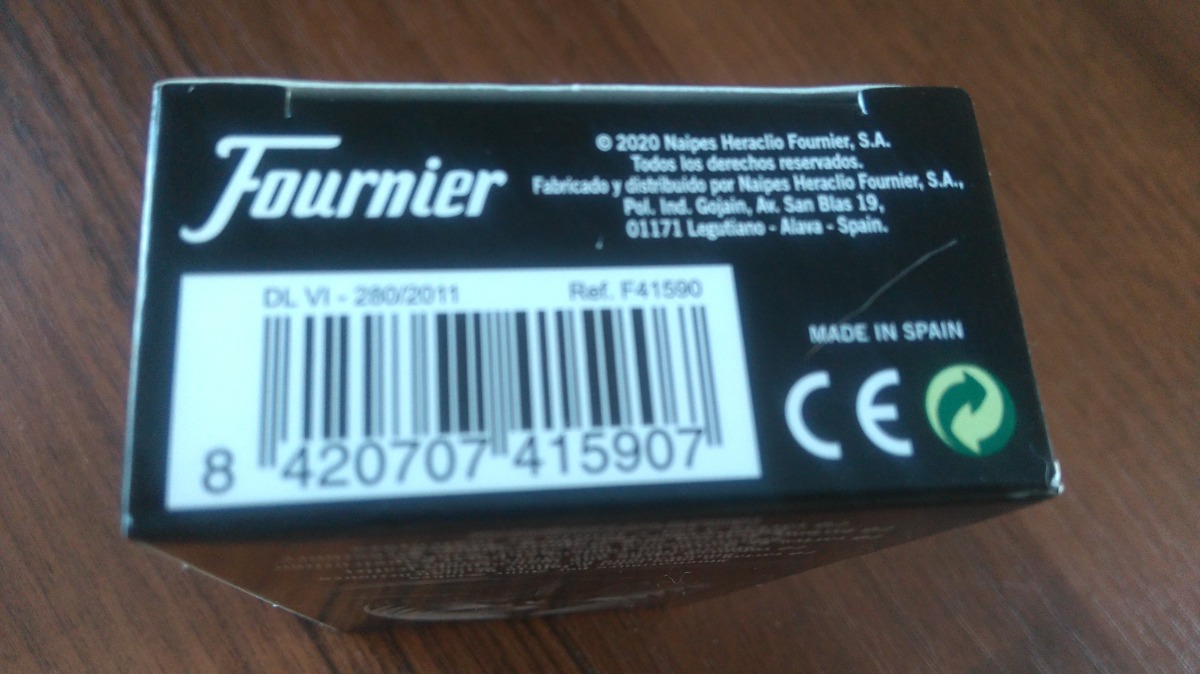 Fournier
© 2020 Naipes Heraclio Fournier, S.A.
Todos los derechos reservados.
Fabricado y distribuido por Naipes Heraclio Fournier, S.A.,
Pol. Ind. Gojain, Av. San Blas 19,
01171 Legutiano - Alava - Spain.
DL VI - 280/2011 Ref. F41590
8 420707 415907
MADE IN SPAIN
CE